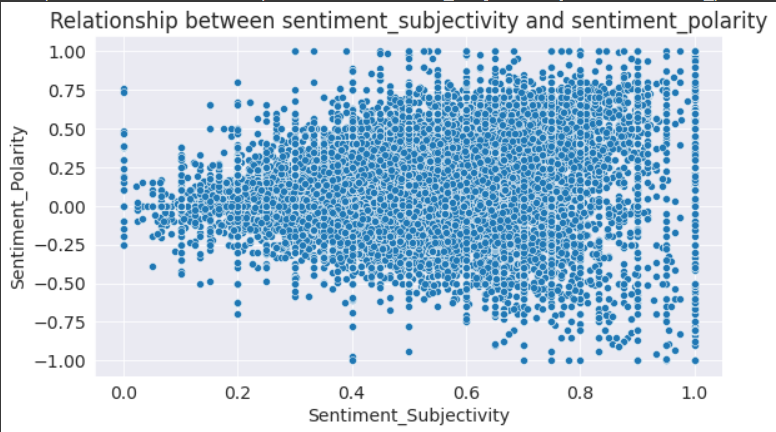 Relationship between sentiment_subjectivity and sentiment_polarity
1.00
0.75
0.50
0.25
0.00
−0.25
−0.50
−0.75
−1.00
Sentiment_Polarity
0.0 0.2 0.4 0.6 0.8 1.0
Sentiment_Subjectivity